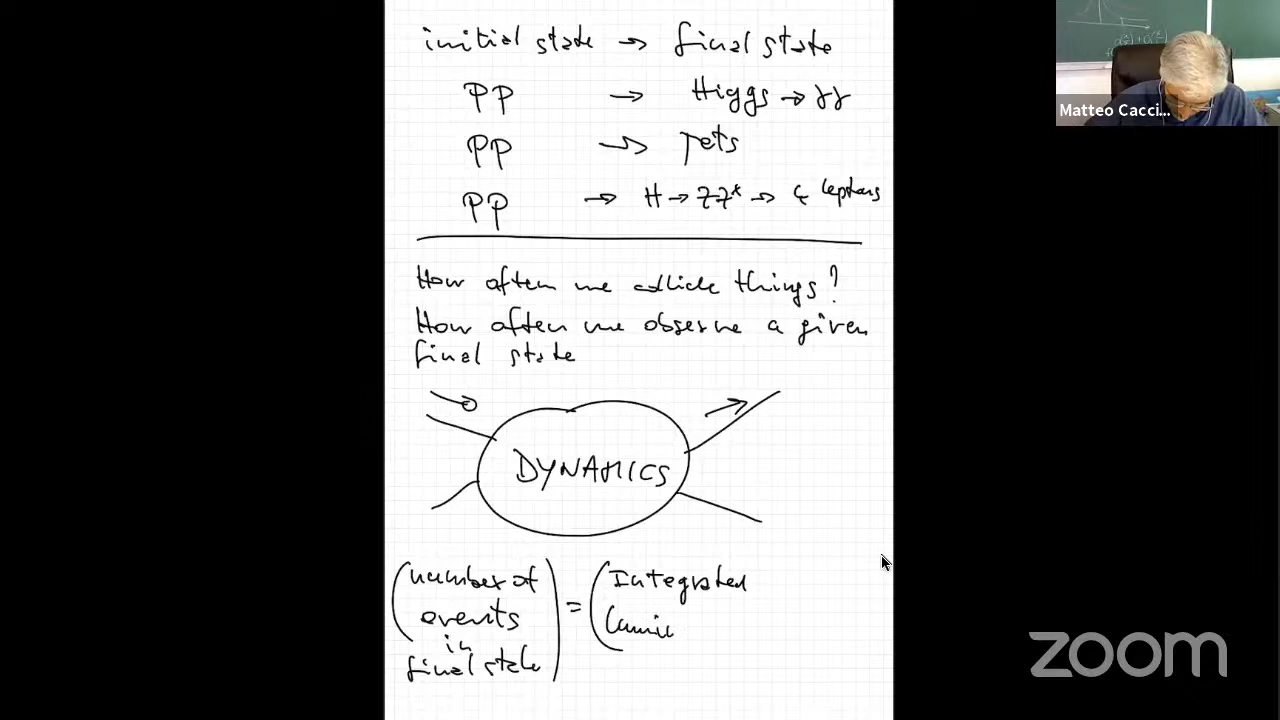 initial state → final state
PP → Higgs → γγ
PP → jets
PP → H → ZZ* → 4 leptons
How often we collide things?
How often we observe a given
final state
DYNAMICS
(number of events in final state) = (Integrated Lumi
Matteo Cacci...
zoom